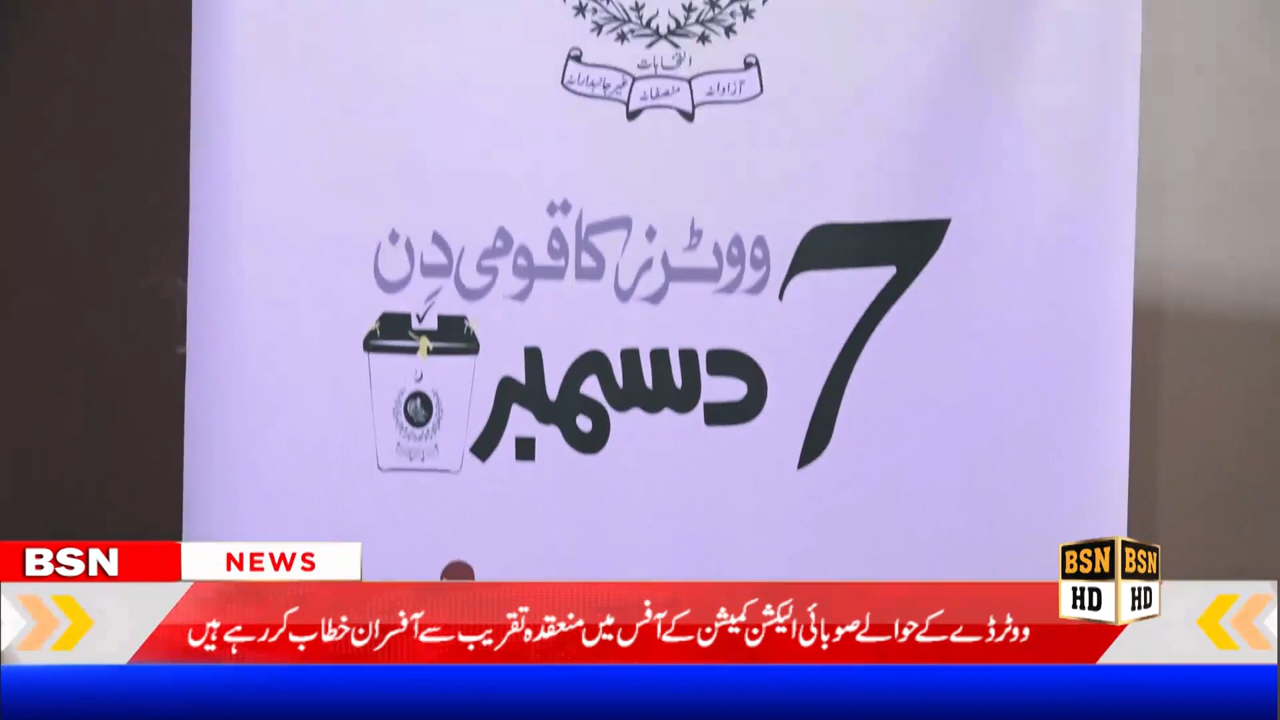 انتخابات
آزادانہ منصفانہ غیر جانبدارانہ
7
ووٹرز کا قومی دِن
دسمبر
BSN NEWS
BSN BSN
HD HD
ووٹر ڈے کے حوالے صوبائی الیکشن کمیشن کے آفس میں منعقدہ تقریب سے آفسران خطاب کر رہے ہیں